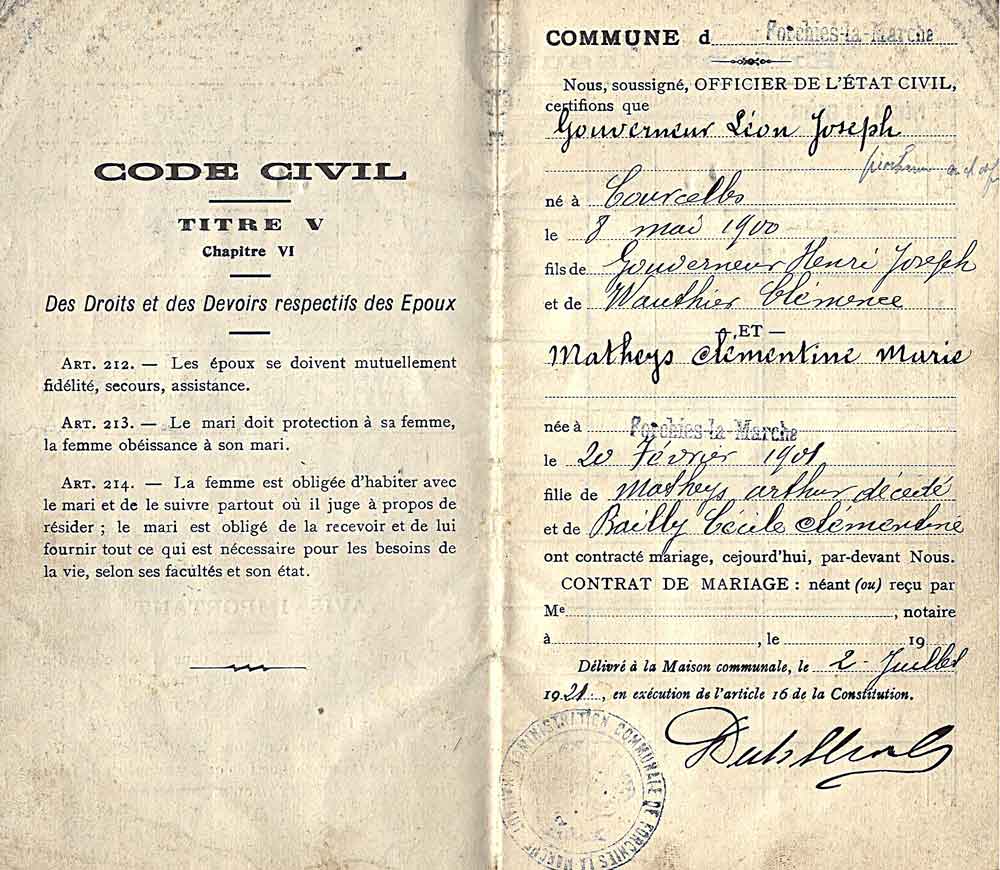 CODE CIVIL
TITRE V
Chapitre VI
Des Droits et des Devoirs respectifs des Epoux
ART. 212. — Les époux se doivent mutuellement
fidélité, secours, assistance.
ART. 213. — Le mari doit protection à sa femme,
la femme obéissance à son mari.
ART. 214. — La femme est obligée d'habiter avec
le mari et de le suivre partout où il juge à propos de
résider ; le mari est obligé de la recevoir et de lui
fournir tout ce qui est nécessaire pour les besoins de
la vie, selon ses facultés et son état.
COMMUNE d Forchies-la-Marche
Nous, soussigné, OFFICIER DE L'ÉTAT CIVIL,
certifions que
Gouverneur Léon Joseph
né à Courcelles
le 8 mai 1900
fils de Gouverneur Henri Joseph
et de Wauthier Clémence
— ET —
Matheys Clémentine Marie
née à Forchies-la-Marche
le 20 Février 1901
fille de Matheys arthur décédé
et de Bailly Cécile Clémentine
ont contracté mariage, cejourd'hui, par-devant Nous.
CONTRAT DE MARIAGE : néant (ou) reçu par
Me , notaire
à , le 19
Délivré à la Maison communale, le 2 Juillet
1921, en exécution de l'article 16 de la Constitution.
ADMINISTRATION COMMUNALE DE FORCHIES LA MARCHE